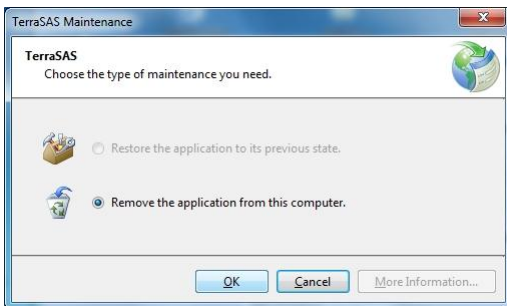 TerraSAS Maintenance
TerraSAS
Choose the type of maintenance you need.
Restore the application to its previous state.
Remove the application from this computer.
OK Cancel More Information...